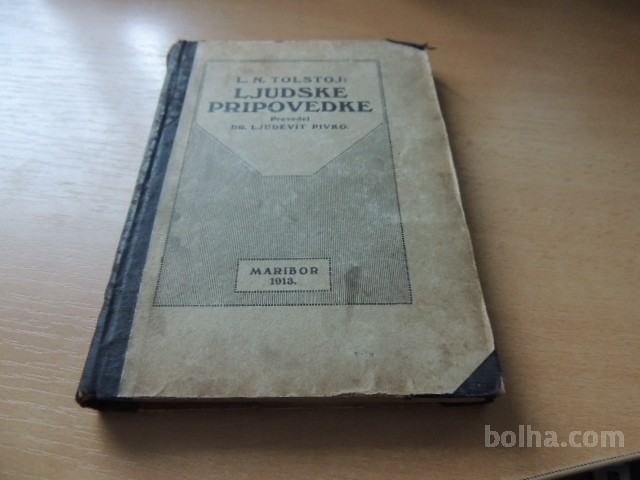 L. N. TOLSTOJ:
LJUDSKE
PRIPOVEDKE
Prevedel
DR. LJUDEVIT PIVKO.
MARIBOR
1913.
bolha.com